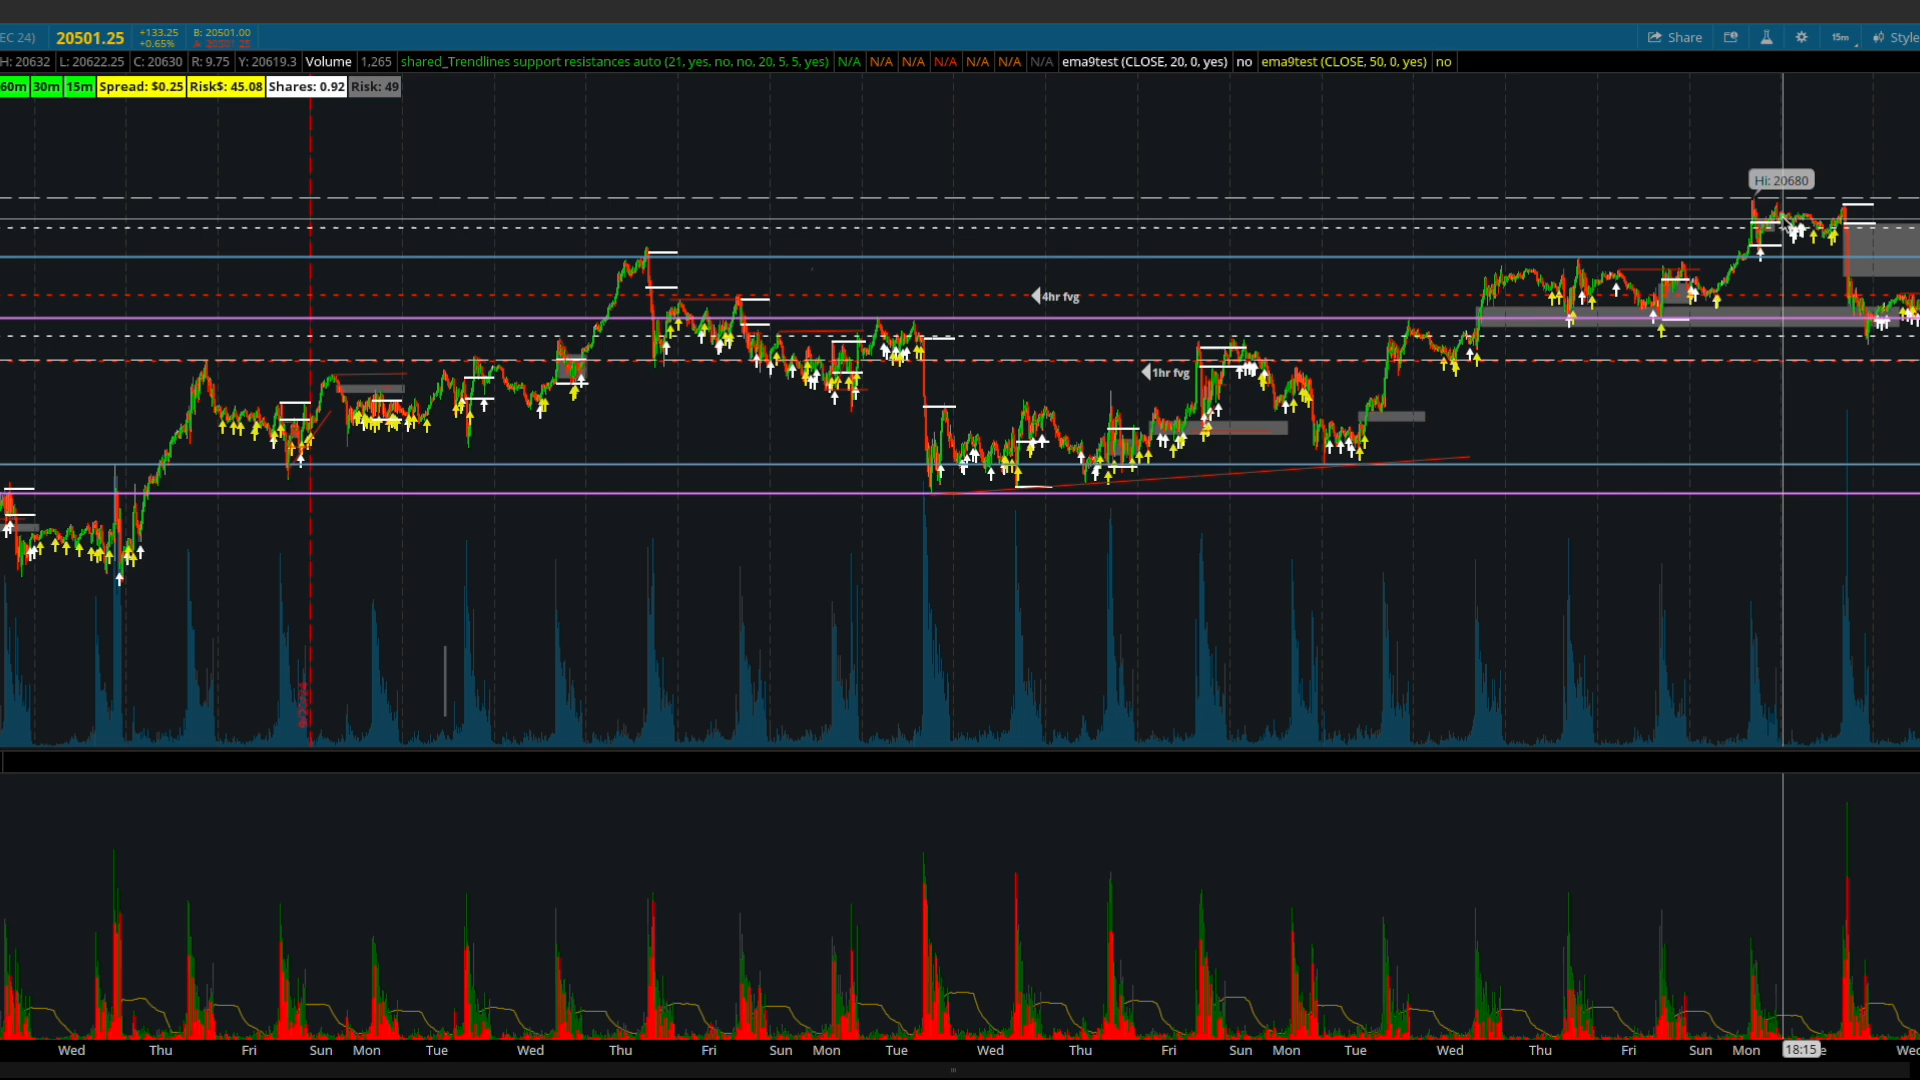 EC 24) 20501.25 +133.25 B: 20501.00
+0.65% A: 20501.25
Share 15m Style
H: 20632 L: 20622.25 C: 20630 R: 9.75 Y: 20619.3 Volume 1,265 shared_Trendlines support resistances auto (21, yes, no, no, 20, 5, 5, yes) N/A N/A N/A N/A N/A N/A N/A ema9test (CLOSE, 20, 0, yes) no ema9test (CLOSE, 50, 0, yes) no
60m 30m 15m Spread: $0.25 Risk$: 45.08 Shares: 0.92 Risk: 49
Hi: 20680
4hr fvg
1hr fvg
Wed Thu Fri Sun Mon Tue Wed Thu Fri Sun Mon Tue Wed Thu Fri Sun Mon Tue Wed Thu Fri Sun Mon 18:15 e Wed